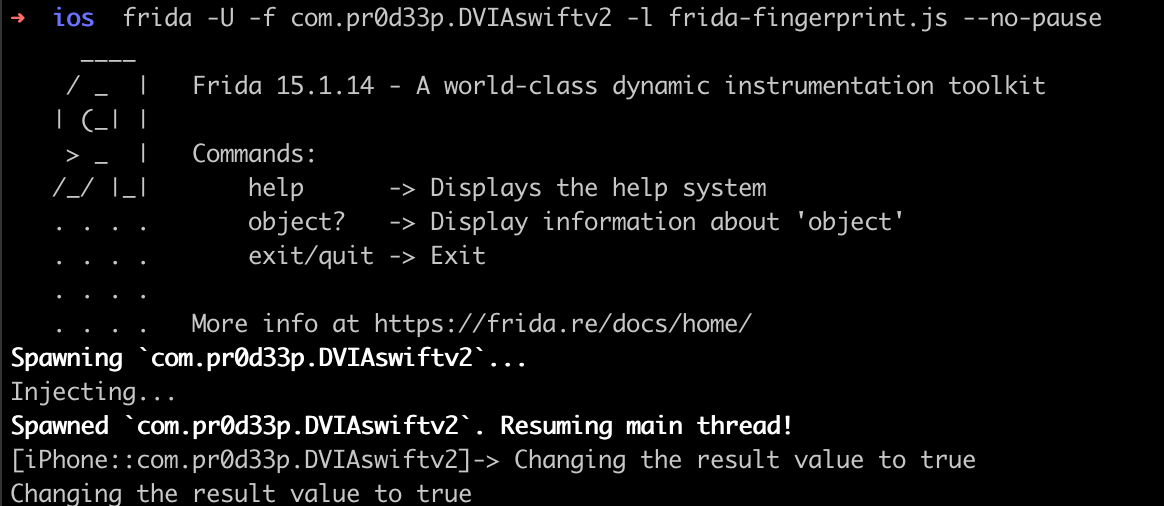 ➜  ios  frida -U -f com.pr0d33p.DVIAswiftv2 -l frida-fingerprint.js --no-pause
     ____
    / _  |   Frida 15.1.14 - A world-class dynamic instrumentation toolkit
   | (_| |
    > _  |   Commands:
   /_/ |_|       help      -> Displays the help system
   . . . .       object?   -> Display information about 'object'
   . . . .       exit/quit -> Exit
   . . . .
   . . . .   More info at https://frida.re/docs/home/
Spawning `com.pr0d33p.DVIAswiftv2`...
Injecting...
Spawned `com.pr0d33p.DVIAswiftv2`. Resuming main thread!
[iPhone::com.pr0d33p.DVIAswiftv2]-> Changing the result value to true
Changing the result value to true